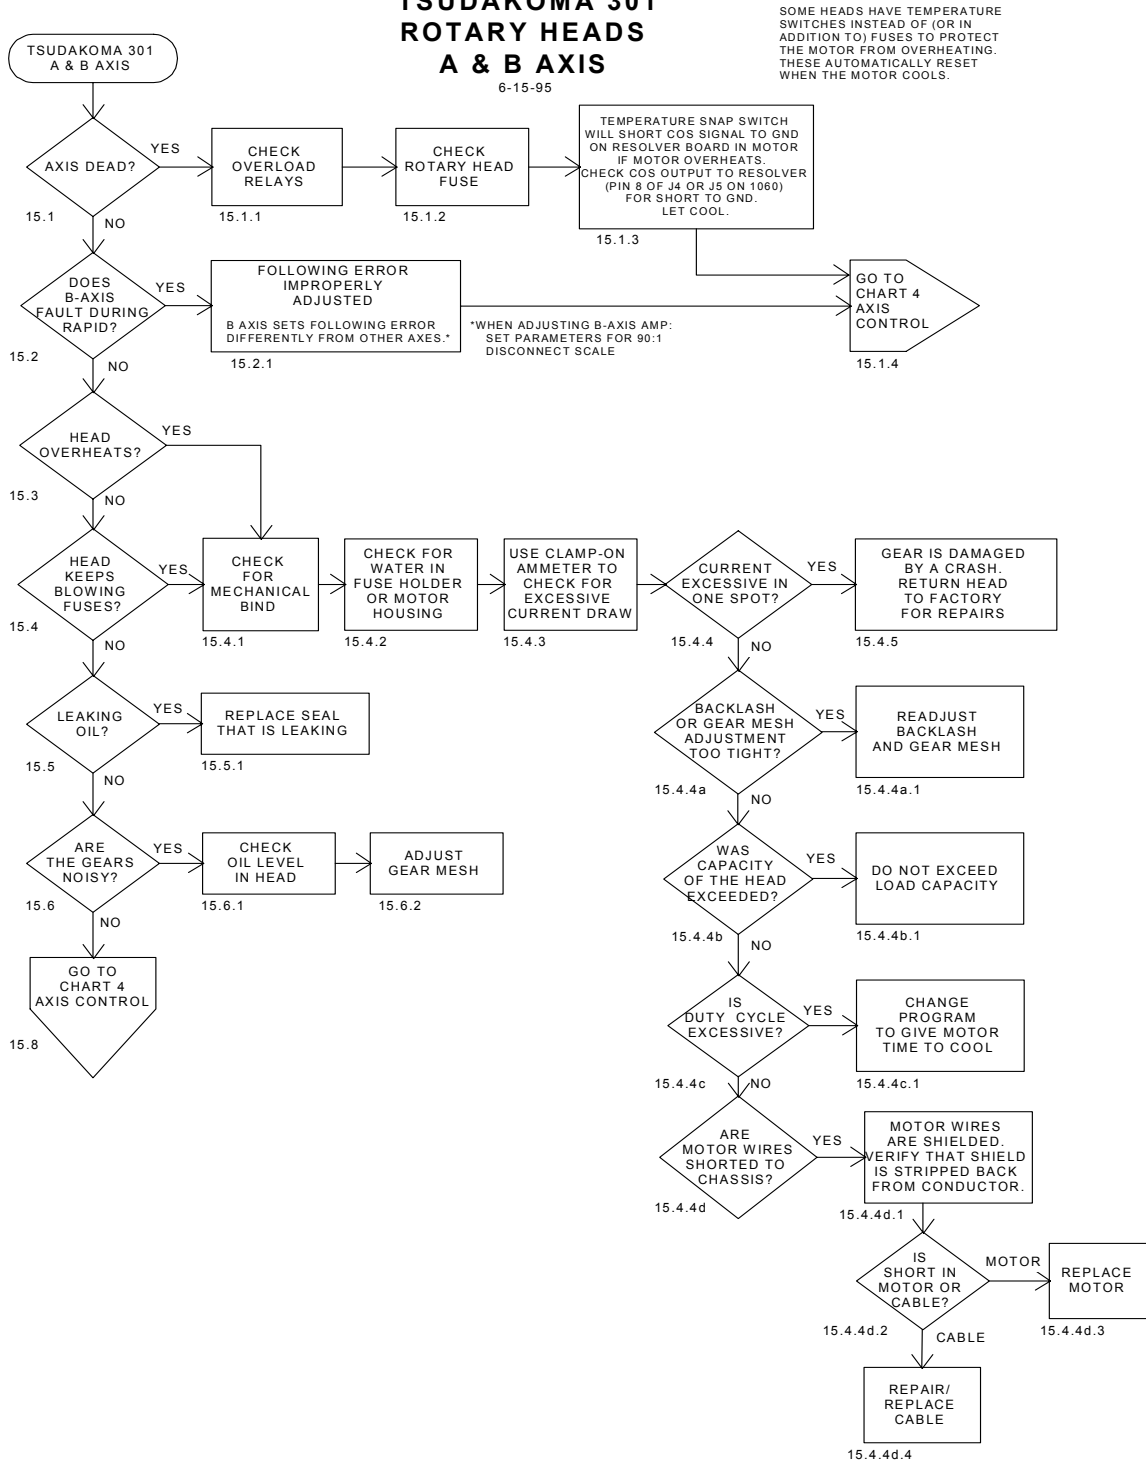 TSUDAKOMA 301
ROTARY HEADS
A & B AXIS
6-15-95
SOME HEADS HAVE TEMPERATURE
SWITCHES INSTEAD OF (OR IN
ADDITION TO) FUSES TO PROTECT
THE MOTOR FROM OVERHEATING.
THESE AUTOMATICALLY RESET
WHEN THE MOTOR COOLS.
TSUDAKOMA 301
A & B AXIS
AXIS DEAD?
YES
15.1
NO
CHECK
OVERLOAD
RELAYS
15.1.1
CHECK
ROTARY HEAD
FUSE
15.1.2
TEMPERATURE SNAP SWITCH
WILL SHORT COS SIGNAL TO GND
ON RESOLVER BOARD IN MOTOR
IF MOTOR OVERHEATS.
CHECK COS OUTPUT TO RESOLVER
(PIN 8 OF J4 OR J5 ON 1060)
FOR SHORT TO GND.
LET COOL.
15.1.3
GO TO
CHART 4
AXIS
CONTROL
15.1.4
DOES
B-AXIS
FAULT DURING
RAPID?
YES
15.2
NO
FOLLOWING ERROR
IMPROPERLY
ADJUSTED
B AXIS SETS FOLLOWING ERROR
DIFFERENTLY FROM OTHER AXES.*
15.2.1
*WHEN ADJUSTING B-AXIS AMP:
SET PARAMETERS FOR 90:1
DISCONNECT SCALE
HEAD
OVERHEATS?
YES
15.3
NO
HEAD
KEEPS
BLOWING
FUSES?
YES
15.4
NO
CHECK
FOR
MECHANICAL
BIND
15.4.1
CHECK FOR
WATER IN
FUSE HOLDER
OR MOTOR
HOUSING
15.4.2
USE CLAMP-ON
AMMETER TO
CHECK FOR
EXCESSIVE
CURRENT DRAW
15.4.3
CURRENT
EXCESSIVE IN
ONE SPOT?
YES
15.4.4
NO
GEAR IS DAMAGED
BY A CRASH.
RETURN HEAD
TO FACTORY
FOR REPAIRS
15.4.5
LEAKING
OIL?
YES
15.5
NO
REPLACE SEAL
THAT IS LEAKING
15.5.1
BACKLASH
OR GEAR MESH
ADJUSTMENT
TOO TIGHT?
YES
15.4.4a
NO
READJUST
BACKLASH
AND GEAR MESH
15.4.4a.1
ARE
THE GEARS
NOISY?
YES
15.6
NO
CHECK
OIL LEVEL
IN HEAD
15.6.1
ADJUST
GEAR MESH
15.6.2
WAS
CAPACITY
OF THE HEAD
EXCEEDED?
YES
15.4.4b
NO
DO NOT EXCEED
LOAD CAPACITY
15.4.4b.1
GO TO
CHART 4
AXIS CONTROL
15.8
IS
DUTY CYCLE
EXCESSIVE?
YES
15.4.4c
NO
CHANGE
PROGRAM
TO GIVE MOTOR
TIME TO COOL
15.4.4c.1
ARE
MOTOR WIRES
SHORTED TO
CHASSIS?
YES
15.4.4d
MOTOR WIRES
ARE SHIELDED.
VERIFY THAT SHIELD
IS STRIPPED BACK
FROM CONDUCTOR.
15.4.4d.1
IS
SHORT IN
MOTOR OR
CABLE?
MOTOR
15.4.4d.2
CABLE
REPLACE
MOTOR
15.4.4d.3
REPAIR/
REPLACE
CABLE
15.4.4d.4